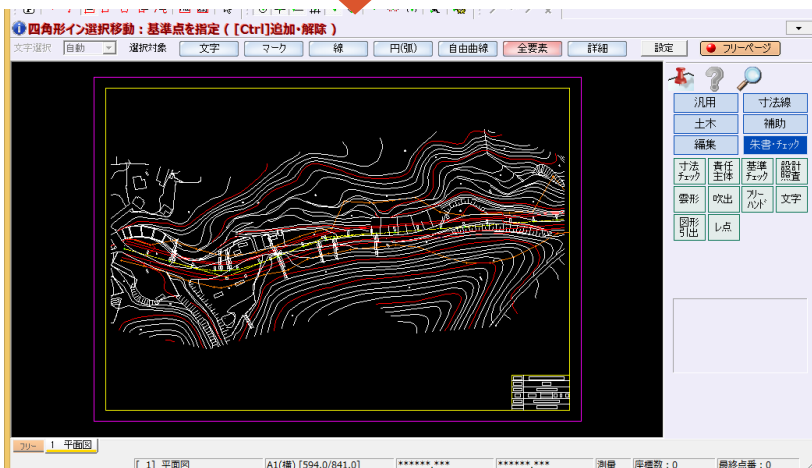 四角形イン選択移動：基準点を指定（ [Ctrl]追加・解除 ）
文字選択 自動 選択対象 文字 マーク 線 円(弧) 自由曲線 全要素 詳細 設定 フリーページ
汎用 寸法線
土木 補助
編集 朱書・チェック
寸法チェック 責任主体 基準チェック 設計照査
雲形 吹出 フリーハンド 文字
図形引出 レ点
フリー 1 平面図
[ 1] 平面図 A1(横) [594.0/841.0] ******.*** ******.*** 測量 座標数：0 最終点番：0